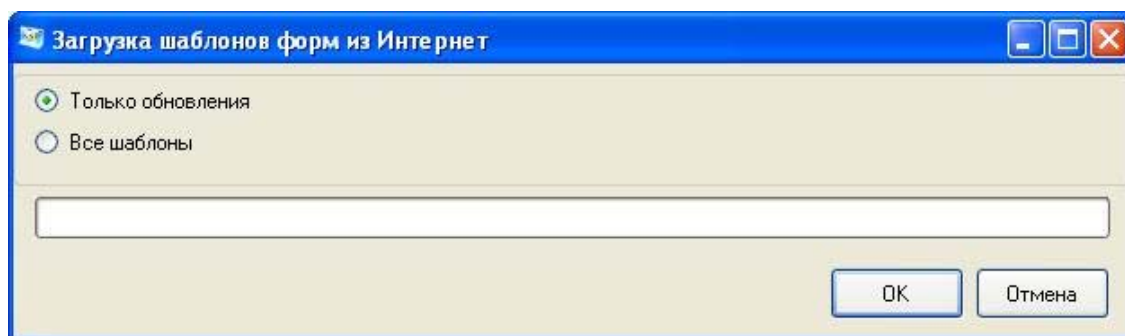 Загрузка шаблонов форм из Интернет
Только обновления
Все шаблоны
OK
Отмена